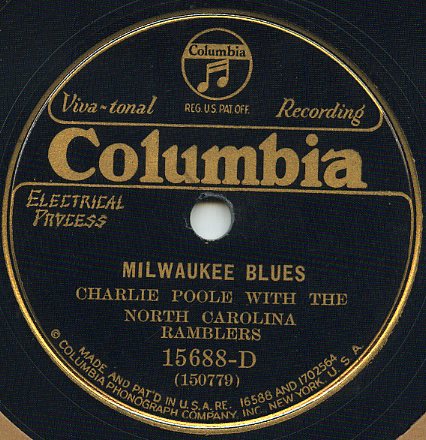 Columbia
REG. U.S. PAT. OFF.
Viva-tonal Recording
Columbia
ELECTRICAL
PROCESS
MILWAUKEE BLUES
CHARLIE POOLE WITH THE
NORTH CAROLINA
RAMBLERS
15688-D
(150779)
MADE AND PAT'D IN U.S.A. RE. 16588 AND 1702564
© COLUMBIA PHONOGRAPH COMPANY, INC. NEW YORK, U.S.A.